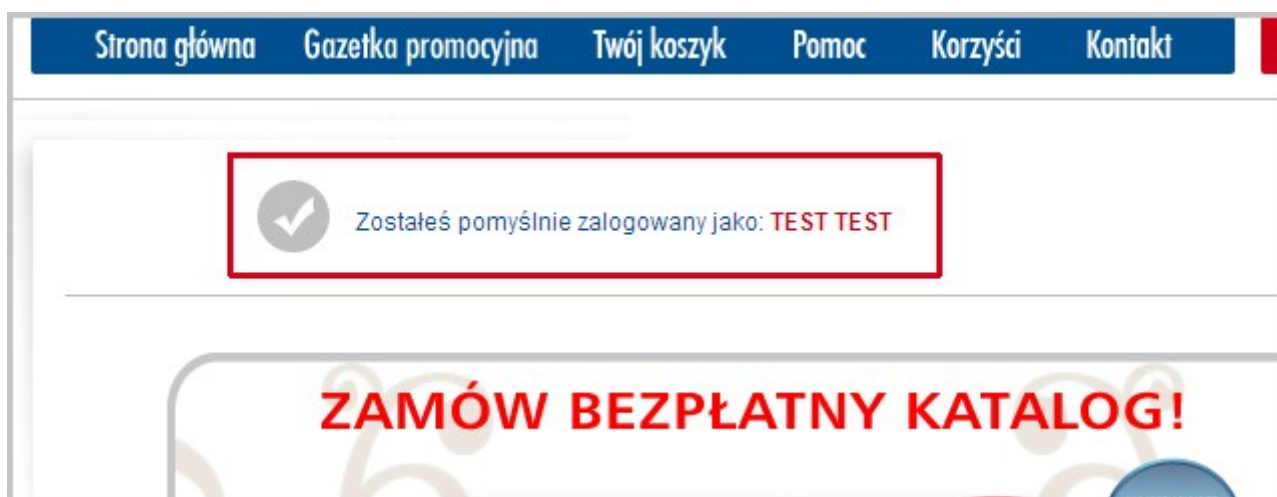 Strona główna Gazetka promocyjna Twój koszyk Pomoc Korzyści Kontakt
Zostałeś pomyślnie zalogowany jako: TEST TEST
ZAMÓW BEZPŁATNY KATALOG!